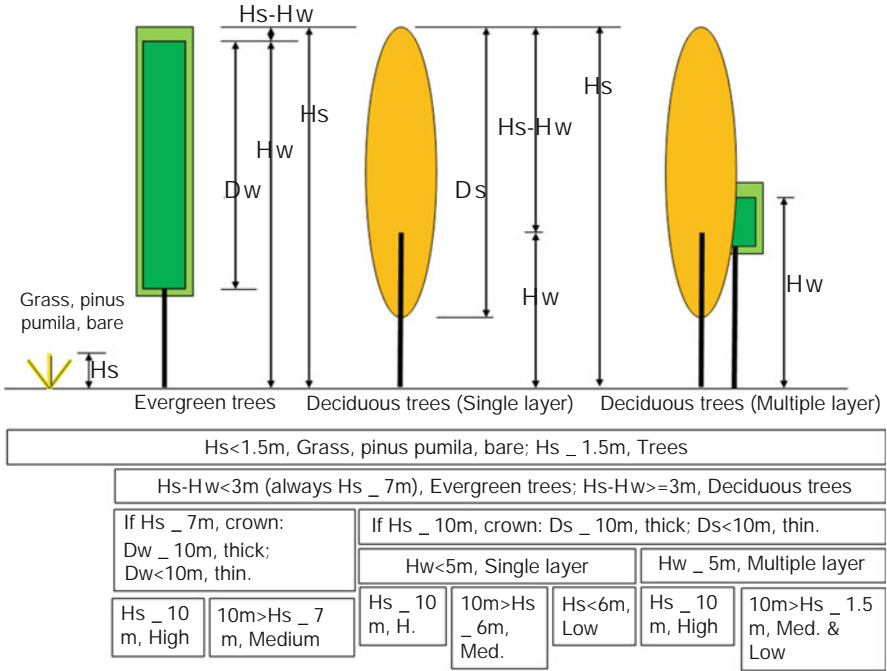 Hs-Hw
Hs
Hw
Dw
Grass, pinus
pumila, bare
Hs
Ds
Hs-Hw
Hw
Hs
Hw
Evergreen trees
Deciduous trees (Single layer)
Deciduous trees (Multiple layer)
Hs<1.5m, Grass, pinus pumila, bare; Hs _ 1.5m, Trees
Hs-Hw<3m (always Hs _ 7m), Evergreen trees; Hs-Hw>=3m, Deciduous trees
If Hs _ 7m, crown:
Dw _ 10m, thick;
Dw<10m, thin.
If Hs _ 10m, crown: Ds _ 10m, thick; Ds<10m, thin.
Hw<5m, Single layer
Hw _ 5m, Multiple layer
Hs _ 10
m, High
10m>Hs _ 7
m, Medium
Hs _ 10
m, H.
10m>Hs
_ 6m,
Med.
Hs<6m,
Low
Hs _ 10
m, High
10m>Hs _ 1.5
m, Med. &
Low